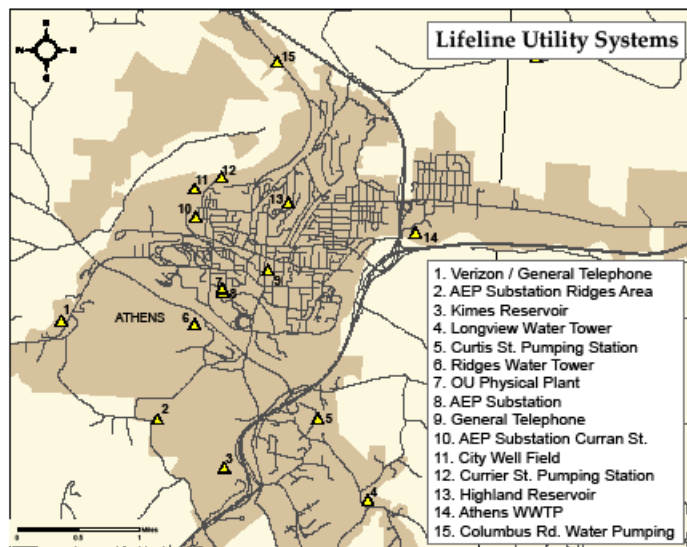 Lifeline Utility Systems
N
E
S
15
12
11
13
10
14
9
7
8
1
ATHENS
6
2
5
3
4
1. Verizon / General Telephone
2. AEP Substation Ridges Area
3. Kimes Reservoir
4. Longview Water Tower
5. Curtis St. Pumping Station
6. Ridges Water Tower
7. OU Physical Plant
8. AEP Substation
9. General Telephone
10. AEP Substation Curran St.
11. City Well Field
12. Currier St. Pumping Station
13. Highland Reservoir
14. Athens WWTP
15. Columbus Rd. Water Pumping
0 0.5 1
Miles